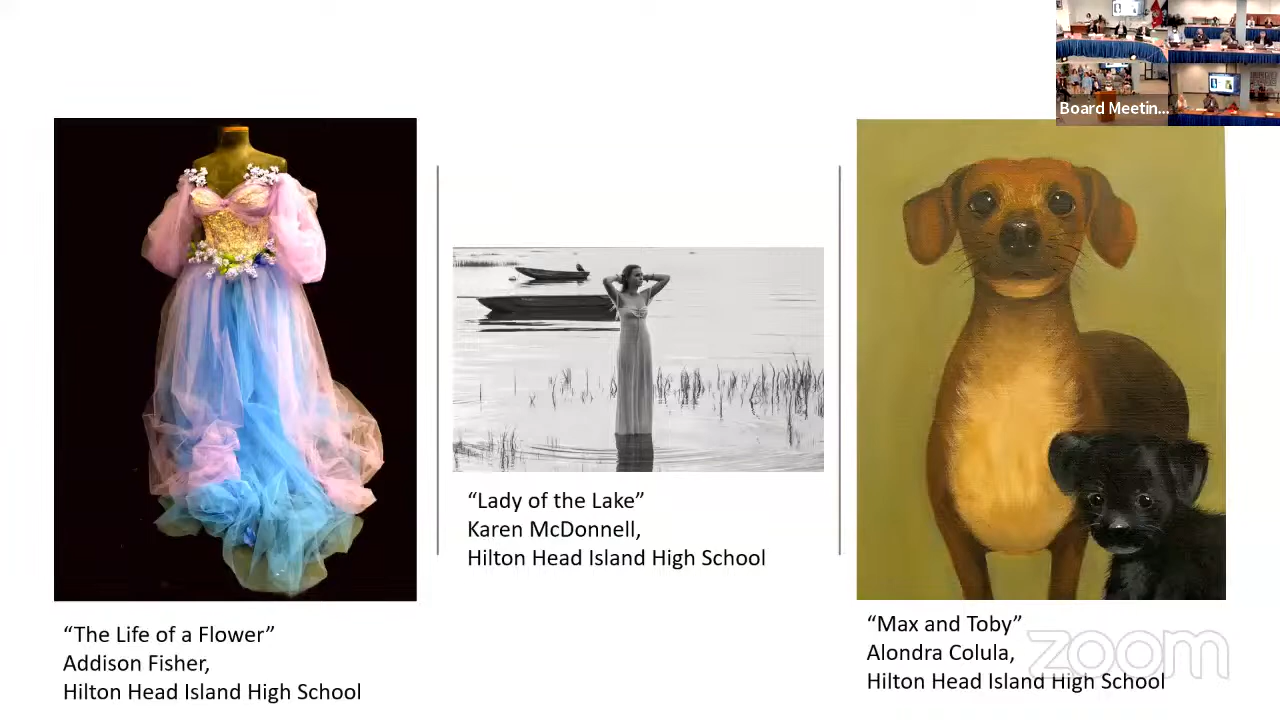 Board Meetin...
“The Life of a Flower”
Addison Fisher,
Hilton Head Island High School
“Lady of the Lake”
Karen McDonnell,
Hilton Head Island High School
“Max and Toby”
Alondra Colula,
Hilton Head Island High School
zoom